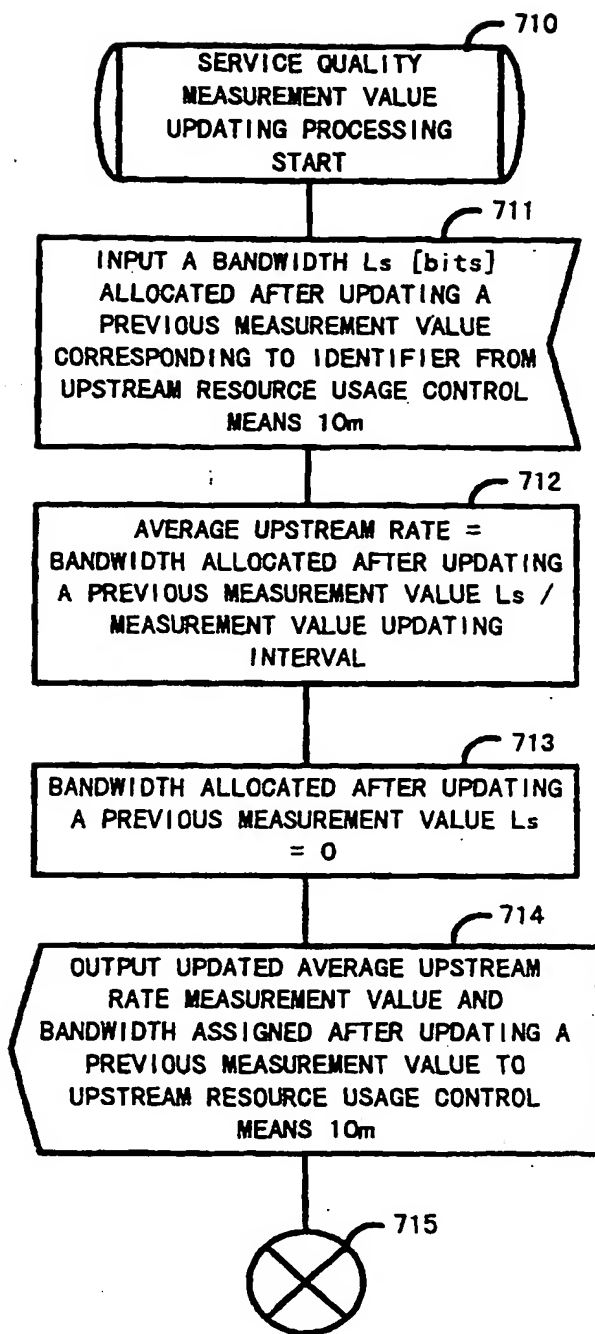 710
SERVICE QUALITY
MEASUREMENT VALUE
UPDATING PROCESSING
START
711
INPUT A BANDWIDTH Ls [bits]
ALLOCATED AFTER UPDATING A
PREVIOUS MEASUREMENT VALUE
CORRESPONDING TO IDENTIFIER FROM
UPSTREAM RESOURCE USAGE CONTROL
MEANS 10m
712
AVERAGE UPSTREAM RATE =
BANDWIDTH ALLOCATED AFTER UPDATING
A PREVIOUS MEASUREMENT VALUE Ls /
MEASUREMENT VALUE UPDATING
INTERVAL
713
BANDWIDTH ALLOCATED AFTER UPDATING
A PREVIOUS MEASUREMENT VALUE Ls
= 0
714
OUTPUT UPDATED AVERAGE UPSTREAM
RATE MEASUREMENT VALUE AND
BANDWIDTH ASSIGNED AFTER UPDATING A
PREVIOUS MEASUREMENT VALUE TO
UPSTREAM RESOURCE USAGE CONTROL
MEANS 10m
715